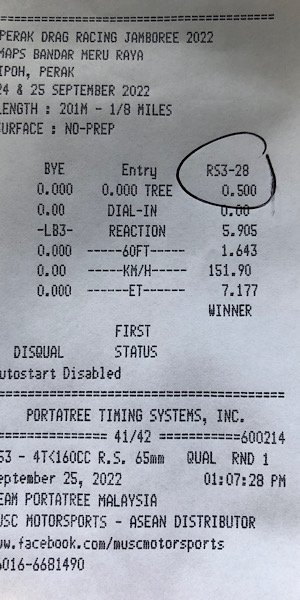 PERAK DRAG RACING JAMBOREE 2022
MAPS BANDAR MERU RAYA
IPOH, PERAK
24 & 25 SEPTEMBER 2022
LENGTH : 201M - 1/8 MILES
SURFACE : NO-PREP
BYE Entry RS3-28
0.000 0.000 TREE 0.500
0.00 DIAL-IN 0.00
-LB3- REACTION 5.905
0.000 ------60FT------ 1.643
0.00 -----KM/H------ 151.90
0.000 ------ET------ 7.177
WINNER
FIRST
DISQUAL STATUS
utostart Disabled
PORTATREE TIMING SYSTEMS, INC.
=============== 41/42 ===========600214
S3 - 4T<160CC R.S. 65mm QUAL RND 1
eptember 25, 2022 01:07:28 PM
EAM PORTATREE MALAYSIA
USC MOTORSPORTS - ASEAN DISTRIBUTOR
ww.facebook.com/muscmotorsports
6016-6681490